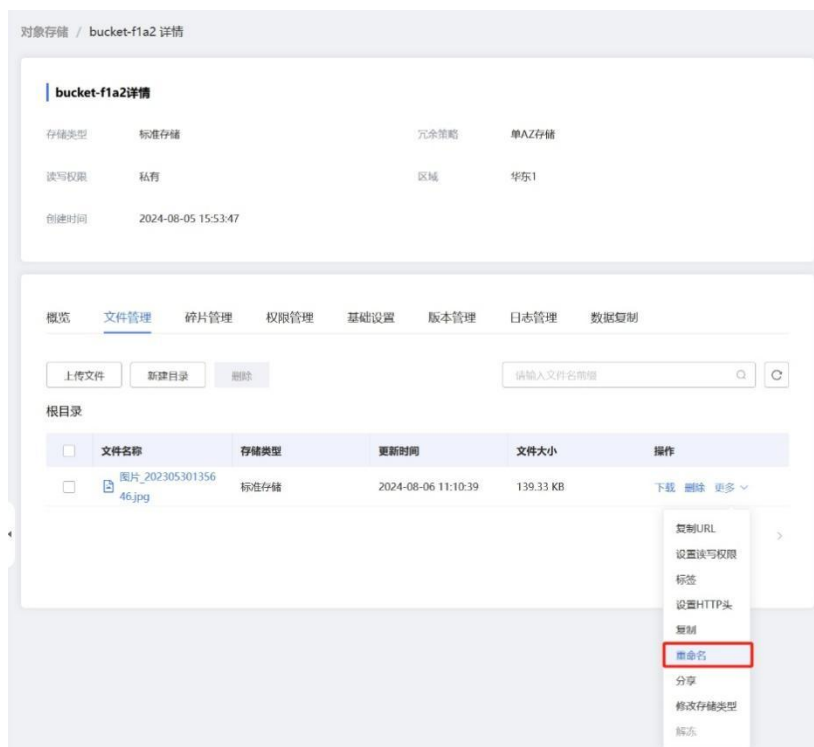 对象存储 / bucket-f1a2 详情
bucket-f1a2详情
存储类型 标准存储 冗余策略 单AZ存储
读写权限 私有 区域 华东1
创建时间 2024-08-05 15:53:47
概览 文件管理 碎片管理 权限管理 基础设置 版本管理 日志管理 数据复制
上传文件 新建目录 删除 请输入文件名前缀
根目录
文件名称 存储类型 更新时间 文件大小 操作
图片_202305301356
46.jpg
标准存储 2024-08-06 11:10:39 139.33 KB 下载 删除 更多
复制URL
设置读写权限
标签
设置HTTP头
复制
重命名
分享
修改存储类型
解冻